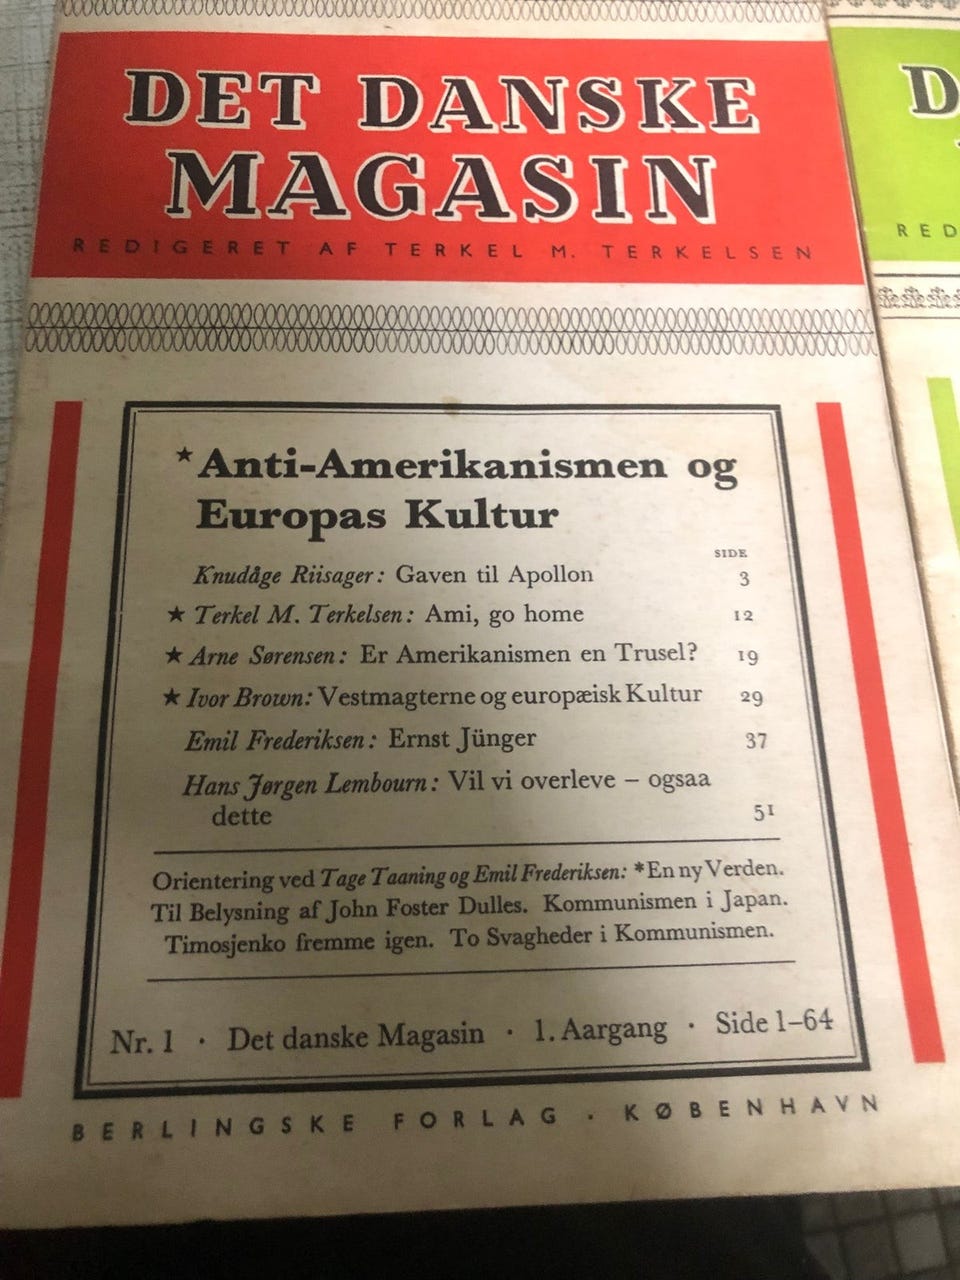 DET DANSKE
MAGASIN
REDIGERET AF TERKEL M. TERKELSEN
*Anti-Amerikanismen og
Europas Kultur
SIDE
Knudåge Riisager: Gaven til Apollon 3
★ Terkel M. Terkelsen: Ami, go home 12
★ Arne Sørensen: Er Amerikanismen en Trusel? 19
★ Ivor Brown: Vestmagterne og europæisk Kultur 29
Emil Frederiksen: Ernst Jünger 37
Hans Jørgen Lembourn: Vil vi overleve – ogsaa
dette 51
Orientering ved Tage Taaning og Emil Frederiksen: *En ny Verden.
Til Belysning af John Foster Dulles. Kommunismen i Japan.
Timosjenko fremme igen. To Svagheder i Kommunismen.
Nr. 1 · Det danske Magasin · 1. Aargang · Side 1–64
BERLINGSKE FORLAG · KØBENHAVN
D
RED